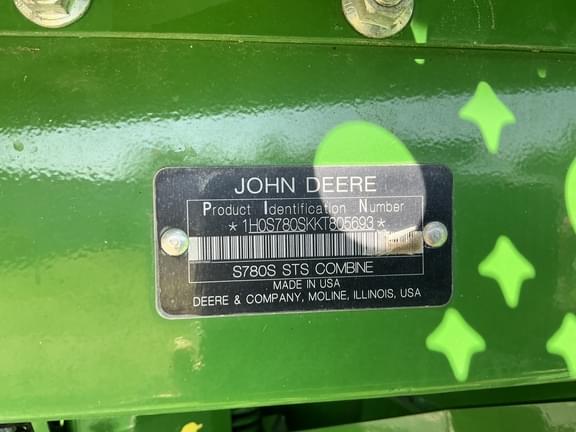 JOHN DEERE
Product Identification Number
*1H0S780SKKT805693*
S780S STS COMBINE
MADE IN USA
DEERE & COMPANY, MOLINE, ILLINOIS, USA